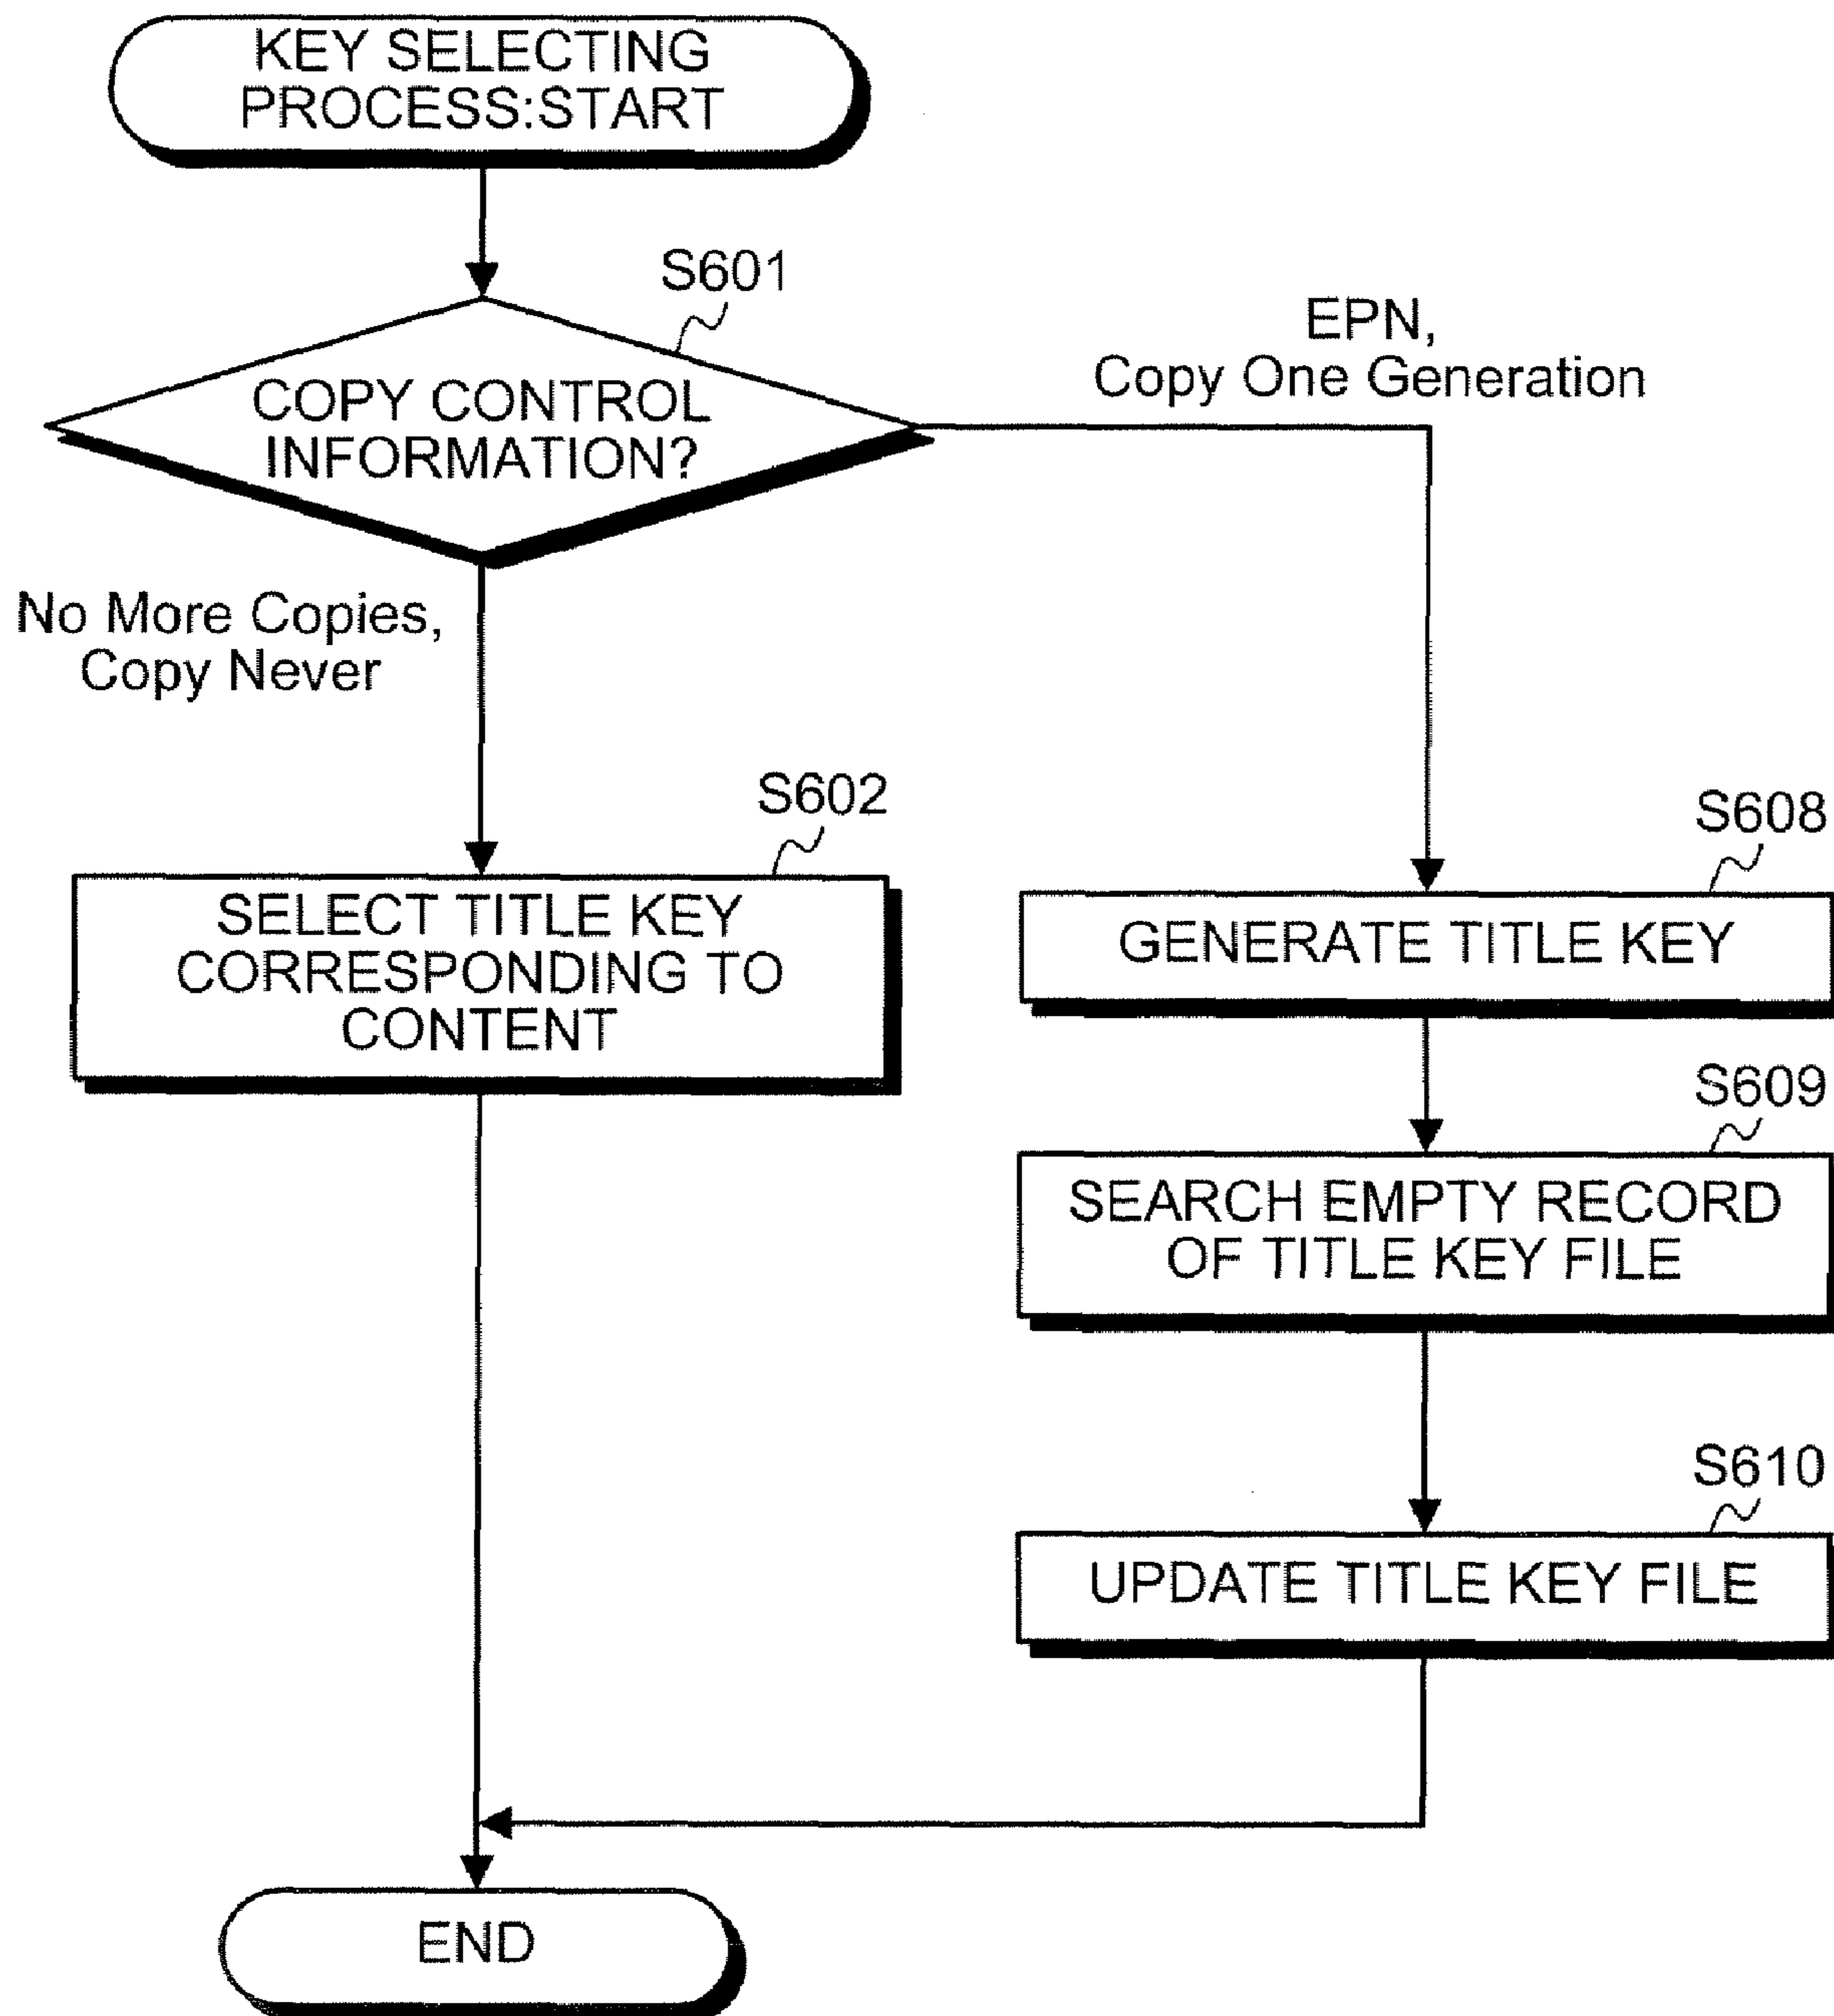 KEY SELECTING
PROCESS:START
S601
COPY CONTROL
INFORMATION?
EPN,
Copy One Generation
No More Copies,
Copy Never
S602
SELECT TITLE KEY
CORRESPONDING TO
CONTENT
S608
GENERATE TITLE KEY
S609
SEARCH EMPTY RECORD
OF TITLE KEY FILE
S610
UPDATE TITLE KEY FILE
END